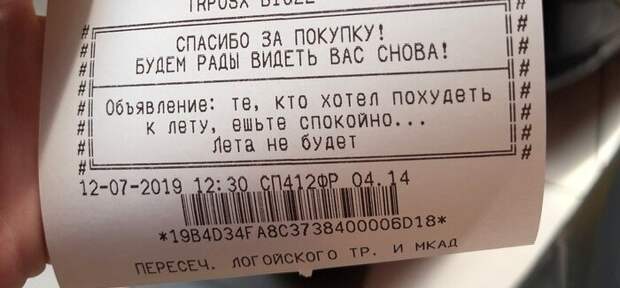 СПАСИБО ЗА ПОКУПКУ!
БУДЕМ РАДЫ ВИДЕТЬ ВАС СНОВА!
Объявление: те, кто хотел похудеть
к лету, ешьте спокойно...
Лета не будет
12-07-2019 12:30 СП412ФР 04.14
*19B4D34FA8C3738400006D18*
ПЕРЕСЕЧ. ЛОГОЙСКОГО ТР. И МКАД